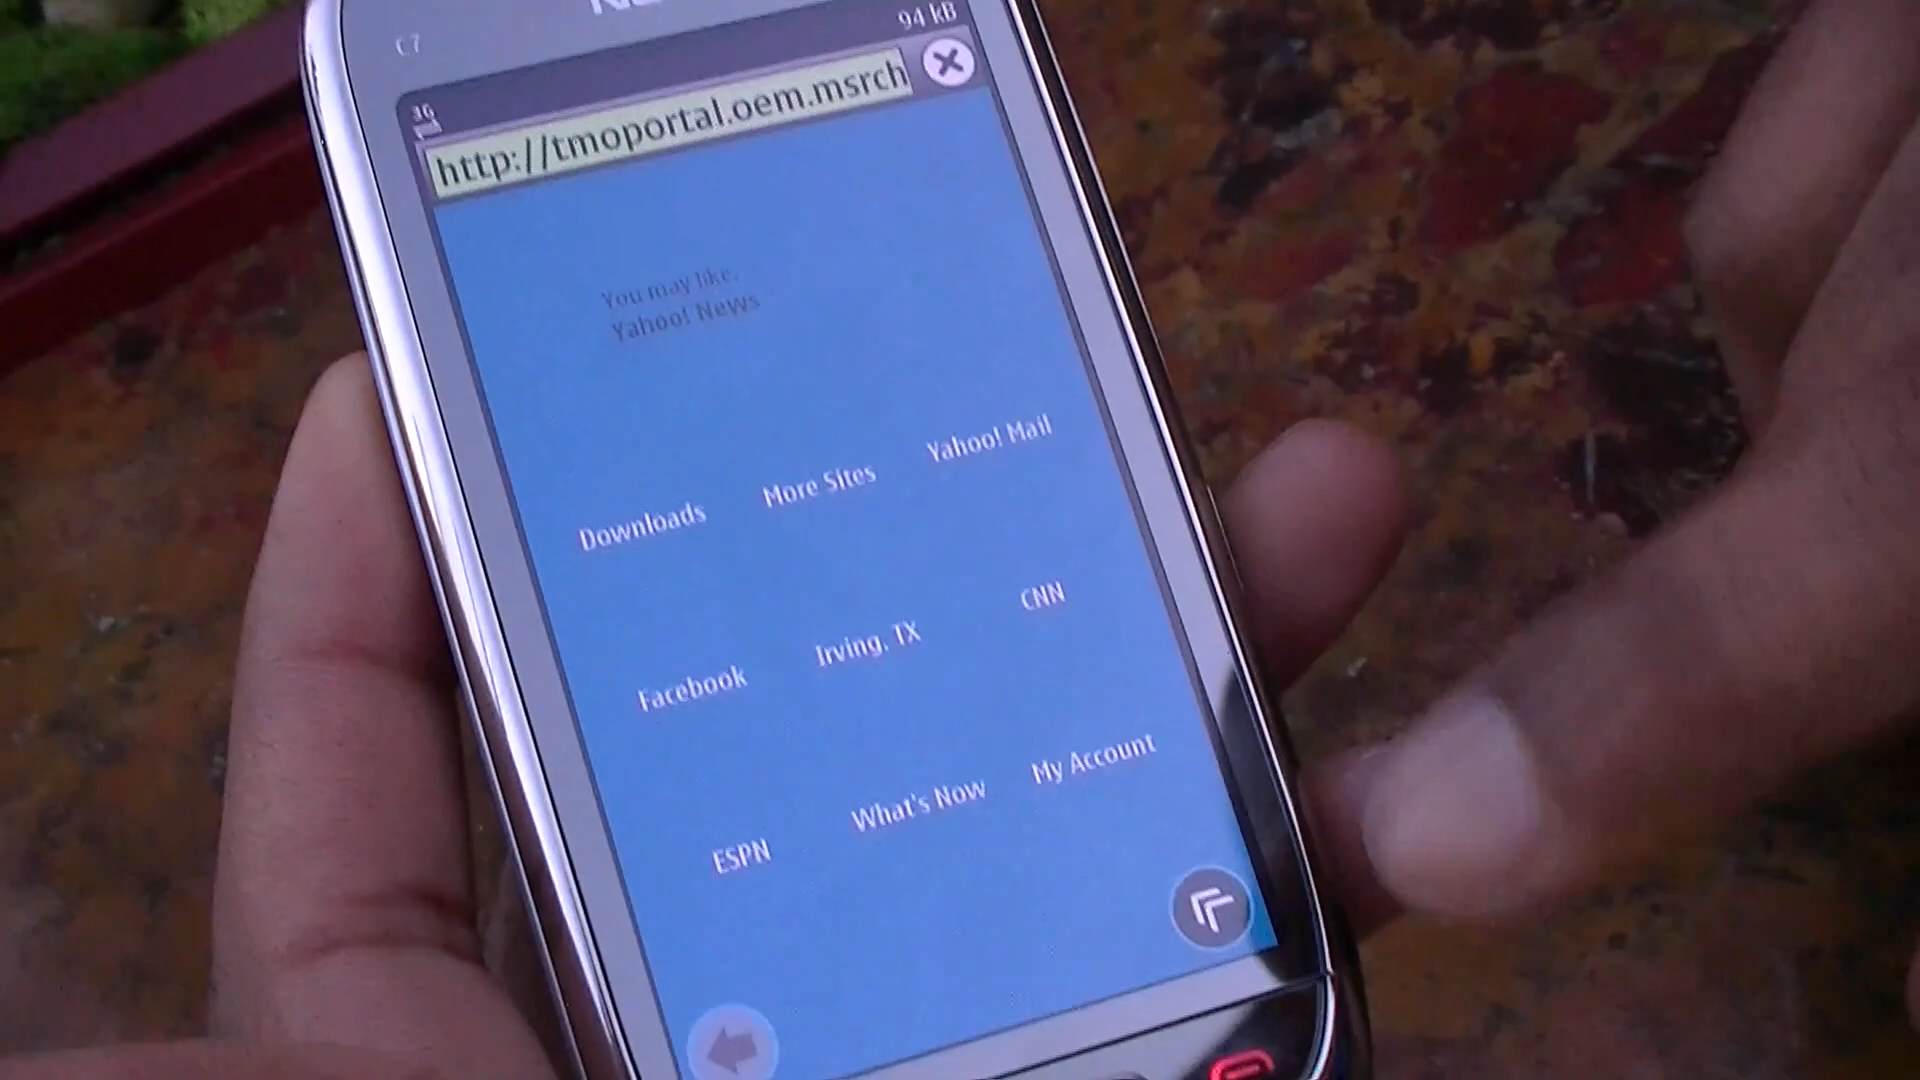 C7
94 kB
3G
http://tmoportal.oem.msrch
You may like,
Yahoo! News
Downloads
More Sites
Yahoo! Mail
Facebook
Irving, TX
CNN
ESPN
What's Now
My Account